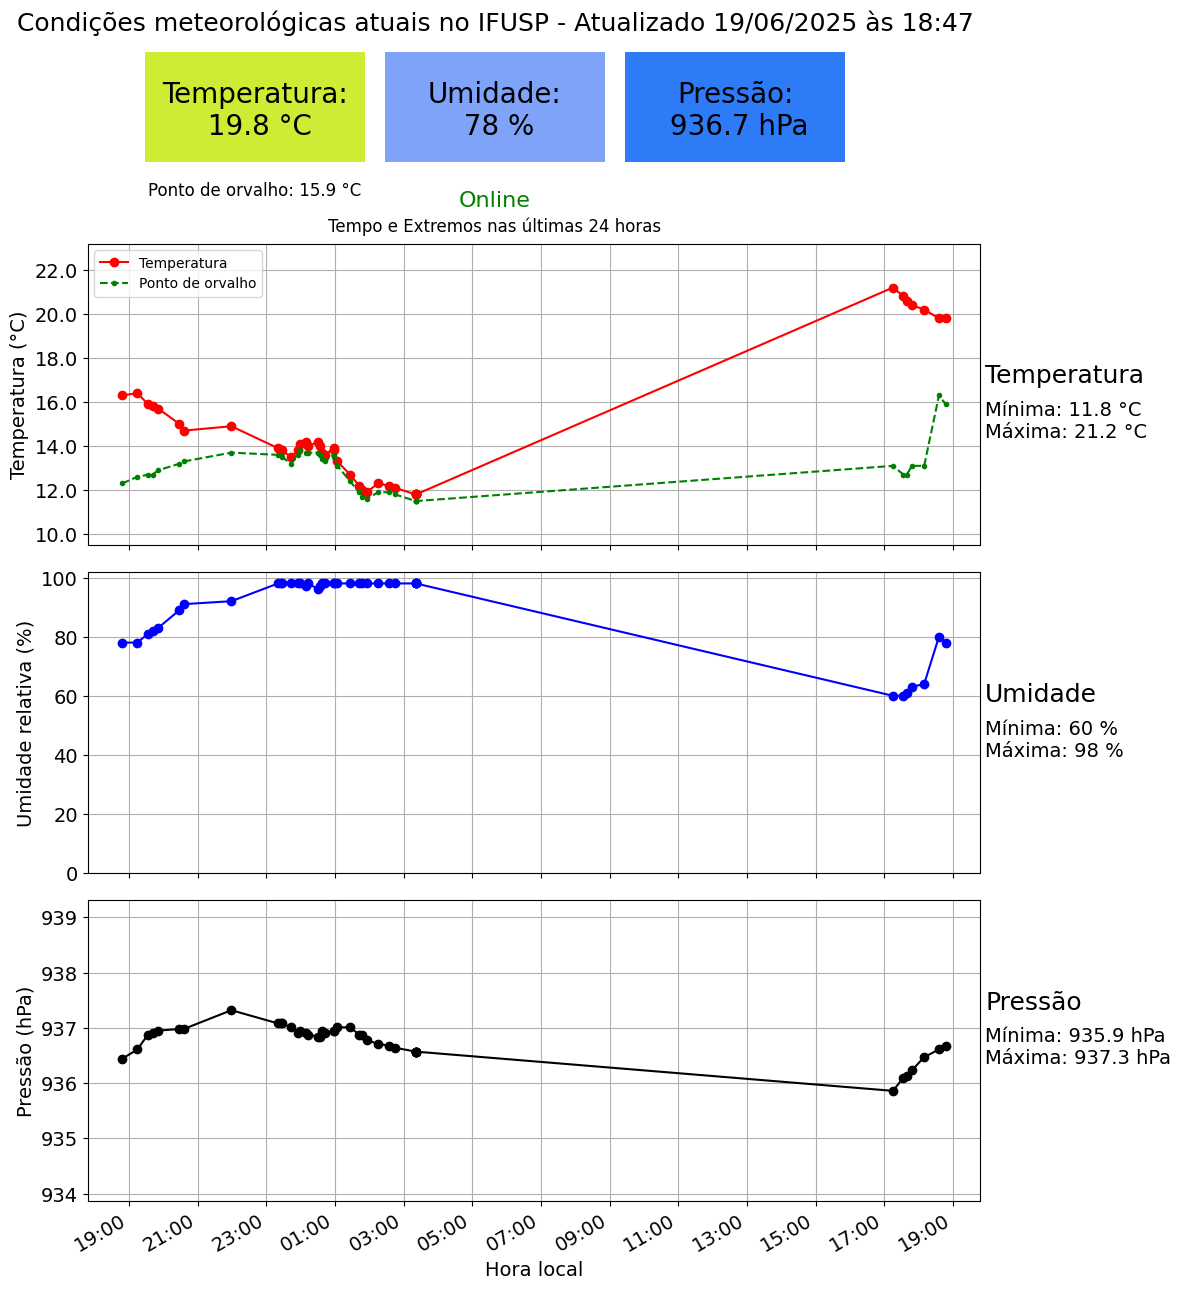 Condições meteorológicas atuais no IFUSP - Atualizado 19/06/2025 às 18:47
Temperatura:
19.8 °C
Umidade:
78 %
Pressão:
936.7 hPa
Ponto de orvalho: 15.9 °C
Online
Tempo e Extremos nas últimas 24 horas
Temperatura
Ponto de orvalho
Temperatura (°C)
22.0
20.0
18.0
16.0
14.0
12.0
10.0
Temperatura
Mínima: 11.8 °C
Máxima: 21.2 °C
Umidade relativa (%)
100
80
60
40
20
0
Umidade
Mínima: 60 %
Máxima: 98 %
Pressão (hPa)
939
938
937
936
935
934
Pressão
Mínima: 935.9 hPa
Máxima: 937.3 hPa
19:00
21:00
23:00
01:00
03:00
05:00
07:00
09:00
11:00
13:00
15:00
17:00
19:00
Hora local